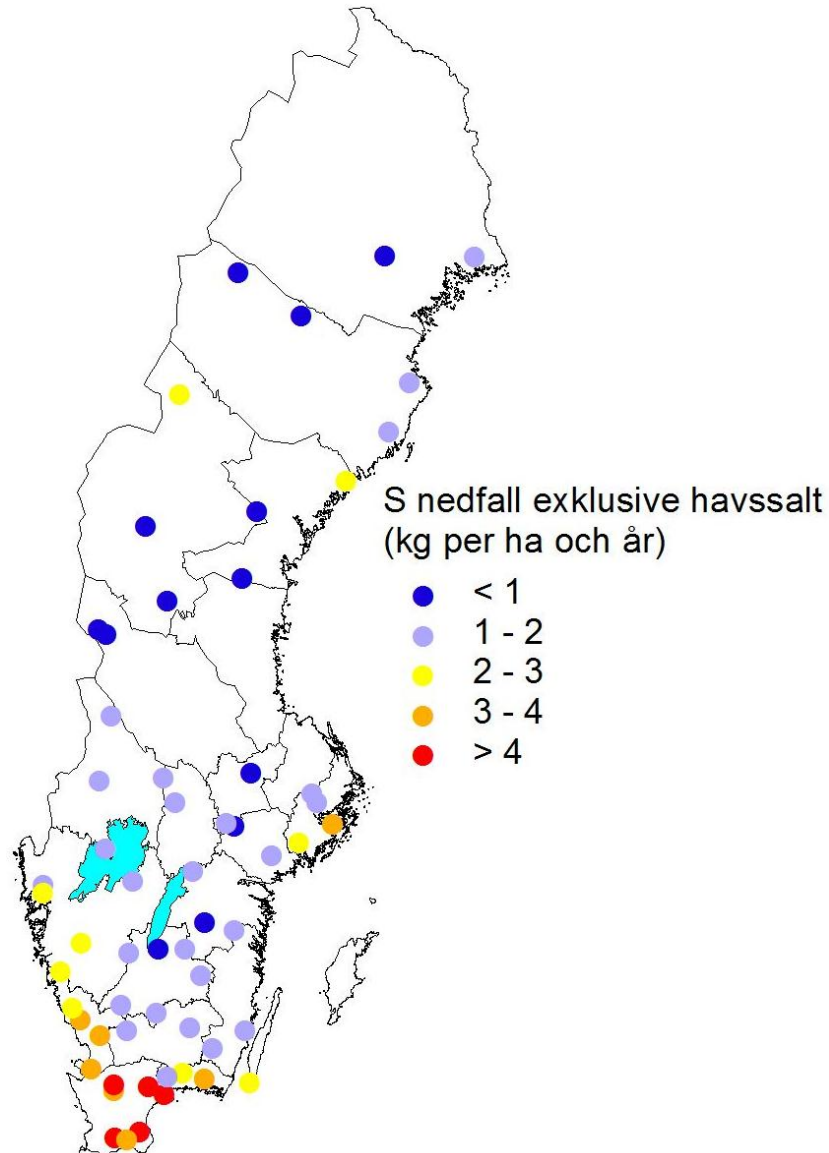 S nedfall exklusive havssalt
(kg per ha och år)
< 1
1 - 2
2 - 3
3 - 4
> 4